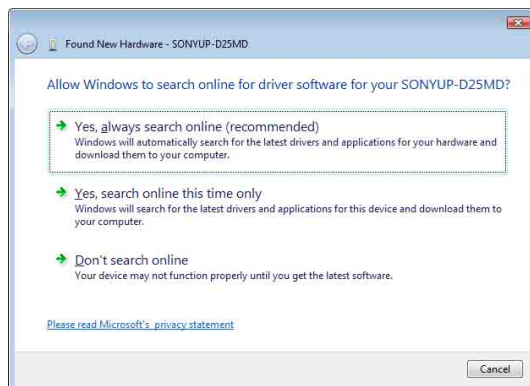 Found New Hardware - SONYUP-D25MD
Allow Windows to search online for driver software for your SONYUP-D25MD?
Yes, always search online (recommended)
Windows will automatically search for the latest drivers and applications for your hardware and
download them to your computer.
Yes, search online this time only
Windows will search for the latest drivers and applications for this device and download them to
your computer.
Don't search online
Your device may not function properly until you get the latest software.
Please read Microsoft's privacy statement
Cancel